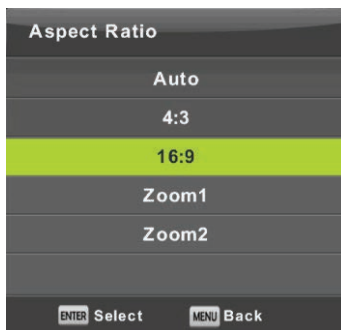 Aspect Ratio
Auto
4:3
16:9
Zoom1
Zoom2
ENTER Select MENU Back